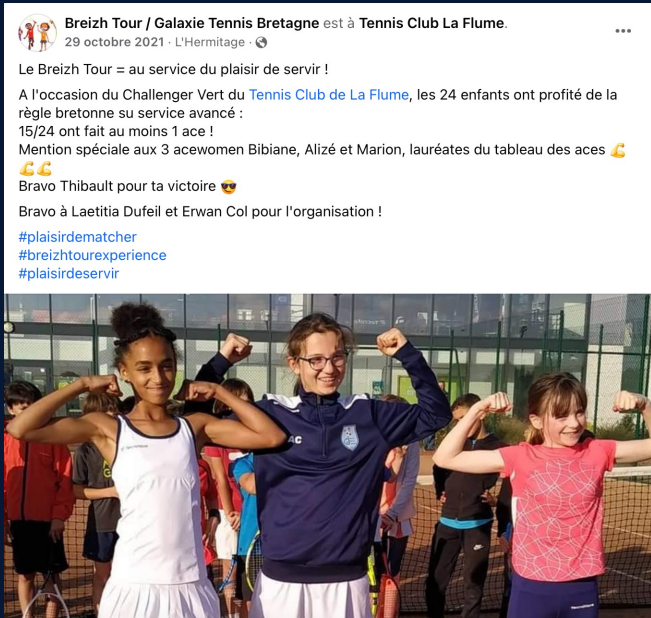 Breizh Tour / Galaxie Tennis Bretagne est à Tennis Club La Flume.
29 octobre 2021 · L'Hermitage ·
Le Breizh Tour = au service du plaisir de servir !
A l'occasion du Challenger Vert du Tennis Club de La Flume, les 24 enfants ont profité de la
règle bretonne su service avancé :
15/24 ont fait au moins 1 ace !
Mention spéciale aux 3 acewomen Bibiane, Alizé et Marion, lauréates du tableau des aces 💪
💪💪
Bravo Thibault pour ta victoire 😎
Bravo à Laetitia Dufeil et Erwan Col pour l'organisation !
#plaisirdematcher
#breizhtourexperience
#plaisirdeservir
AC